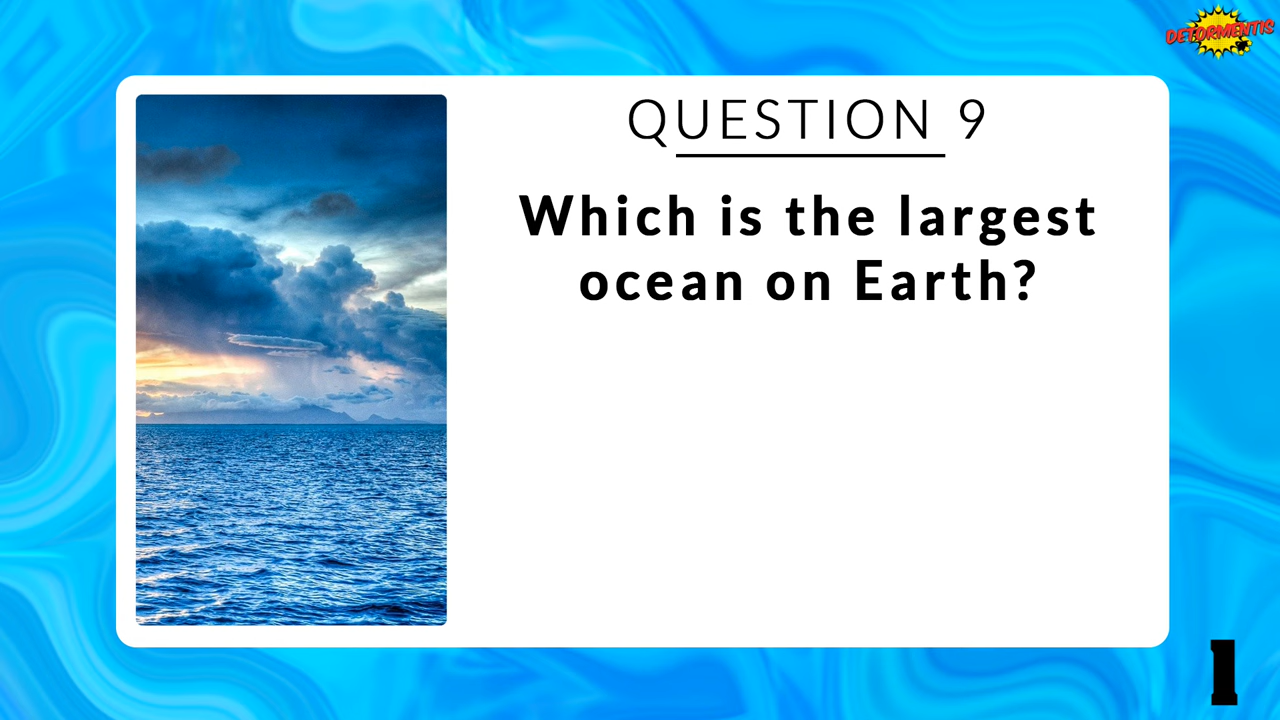 DETORMENTIS
QUESTION 9
Which is the largest
ocean on Earth?
1